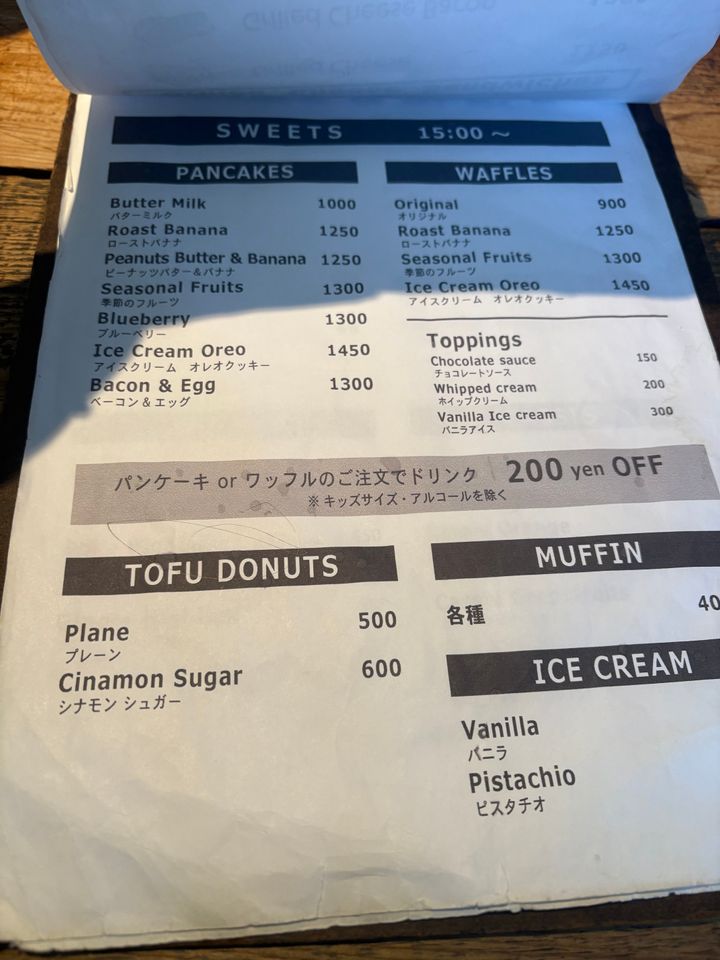 Grilled Cheese Bacon
Grilled Cheese 1150
SWEETS 15:00 ~
PANCAKES
Butter Milk 1000
バターミルク
Roast Banana 1250
ローストバナナ
Peanuts Butter & Banana 1250
ピーナッツバター&バナナ
Seasonal Fruits 1300
季節のフルーツ
Blueberry 1300
ブルーベリー
Ice Cream Oreo 1450
アイスクリーム オレオクッキー
Bacon & Egg 1300
ベーコン & エッグ
WAFFLES
Original 900
オリジナル
Roast Banana 1250
ローストバナナ
Seasonal Fruits 1300
季節のフルーツ
Ice Cream Oreo 1450
アイスクリーム オレオクッキー
Toppings
Chocolate sauce 150
チョコレートソース
Whipped cream 200
ホイップクリーム
Vanilla Ice cream 300
バニラアイス
パンケーキ or ワッフルのご注文でドリンク 200 yen OFF
※ キッズサイズ・アルコールを除く
TOFU DONUTS
Plane 500
プレーン
Cinamon Sugar 600
シナモン シュガー
MUFFIN
各種 40
ICE CREAM
Vanilla
バニラ
Pistachio
ピスタチオ